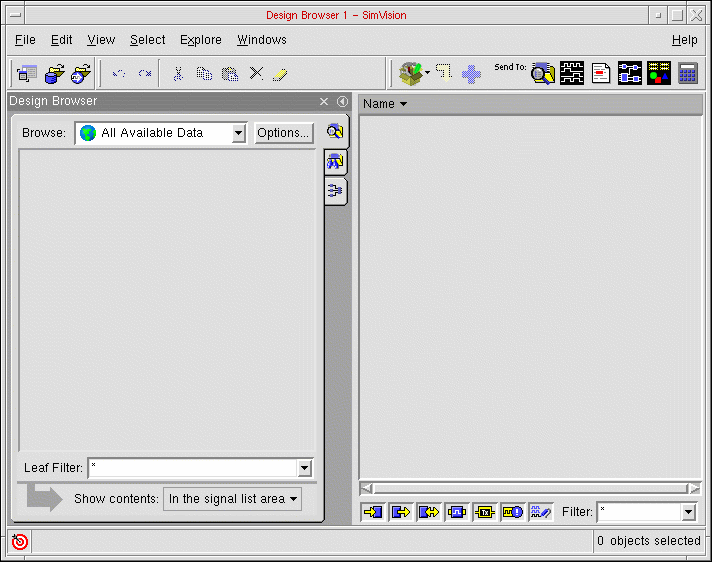 Design Browser 1 - SimVision
File Edit View Select Explore Windows Help
Send To:
Design Browser
Name
Browse: All Available Data Options...
Leaf Filter: *
Show contents: In the signal list area
Filter: *
0 objects selected